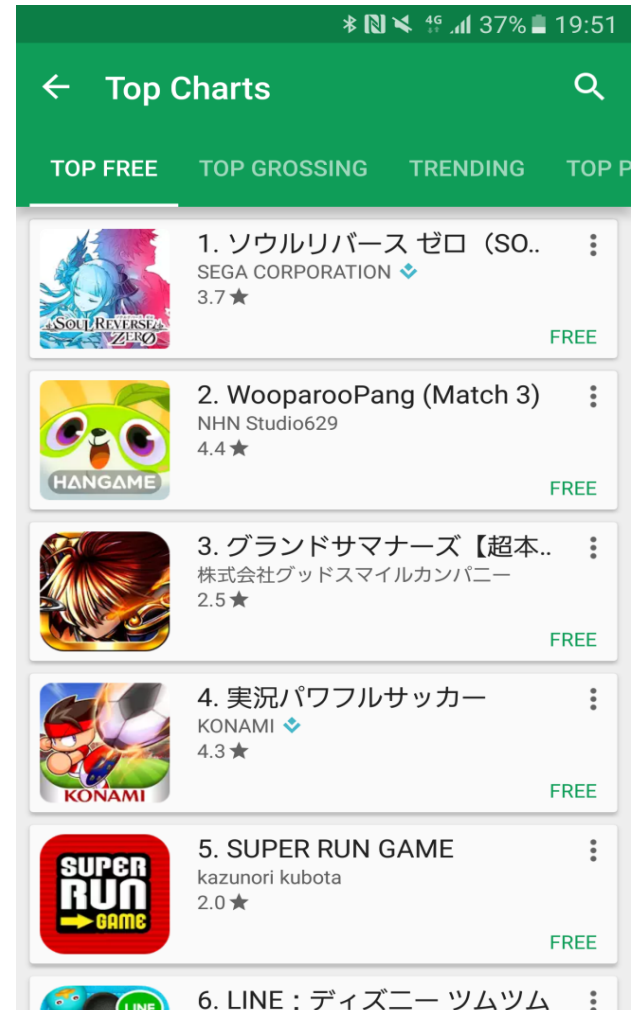 4G 37% 19:51
Top Charts
TOP FREE TOP GROSSING TRENDING TOP P
1. ソウルリバース ゼロ（SO..
SEGA CORPORATION
3.7
SOUL REVERSE
ZERO
FREE
2. WooparooPang (Match 3)
NHN Studio629
4.4
HANGAME
FREE
3. グランドサマナーズ【超本..
株式会社グッドスマイルカンパニー
2.5
FREE
4. 実況パワフルサッカー
KONAMI
4.3
KONAMI
FREE
5. SUPER RUN GAME
kazunori kubota
2.0
SUPER
RUN
GAME
FREE
6. LINE：ディズニー ツムツム
LINE